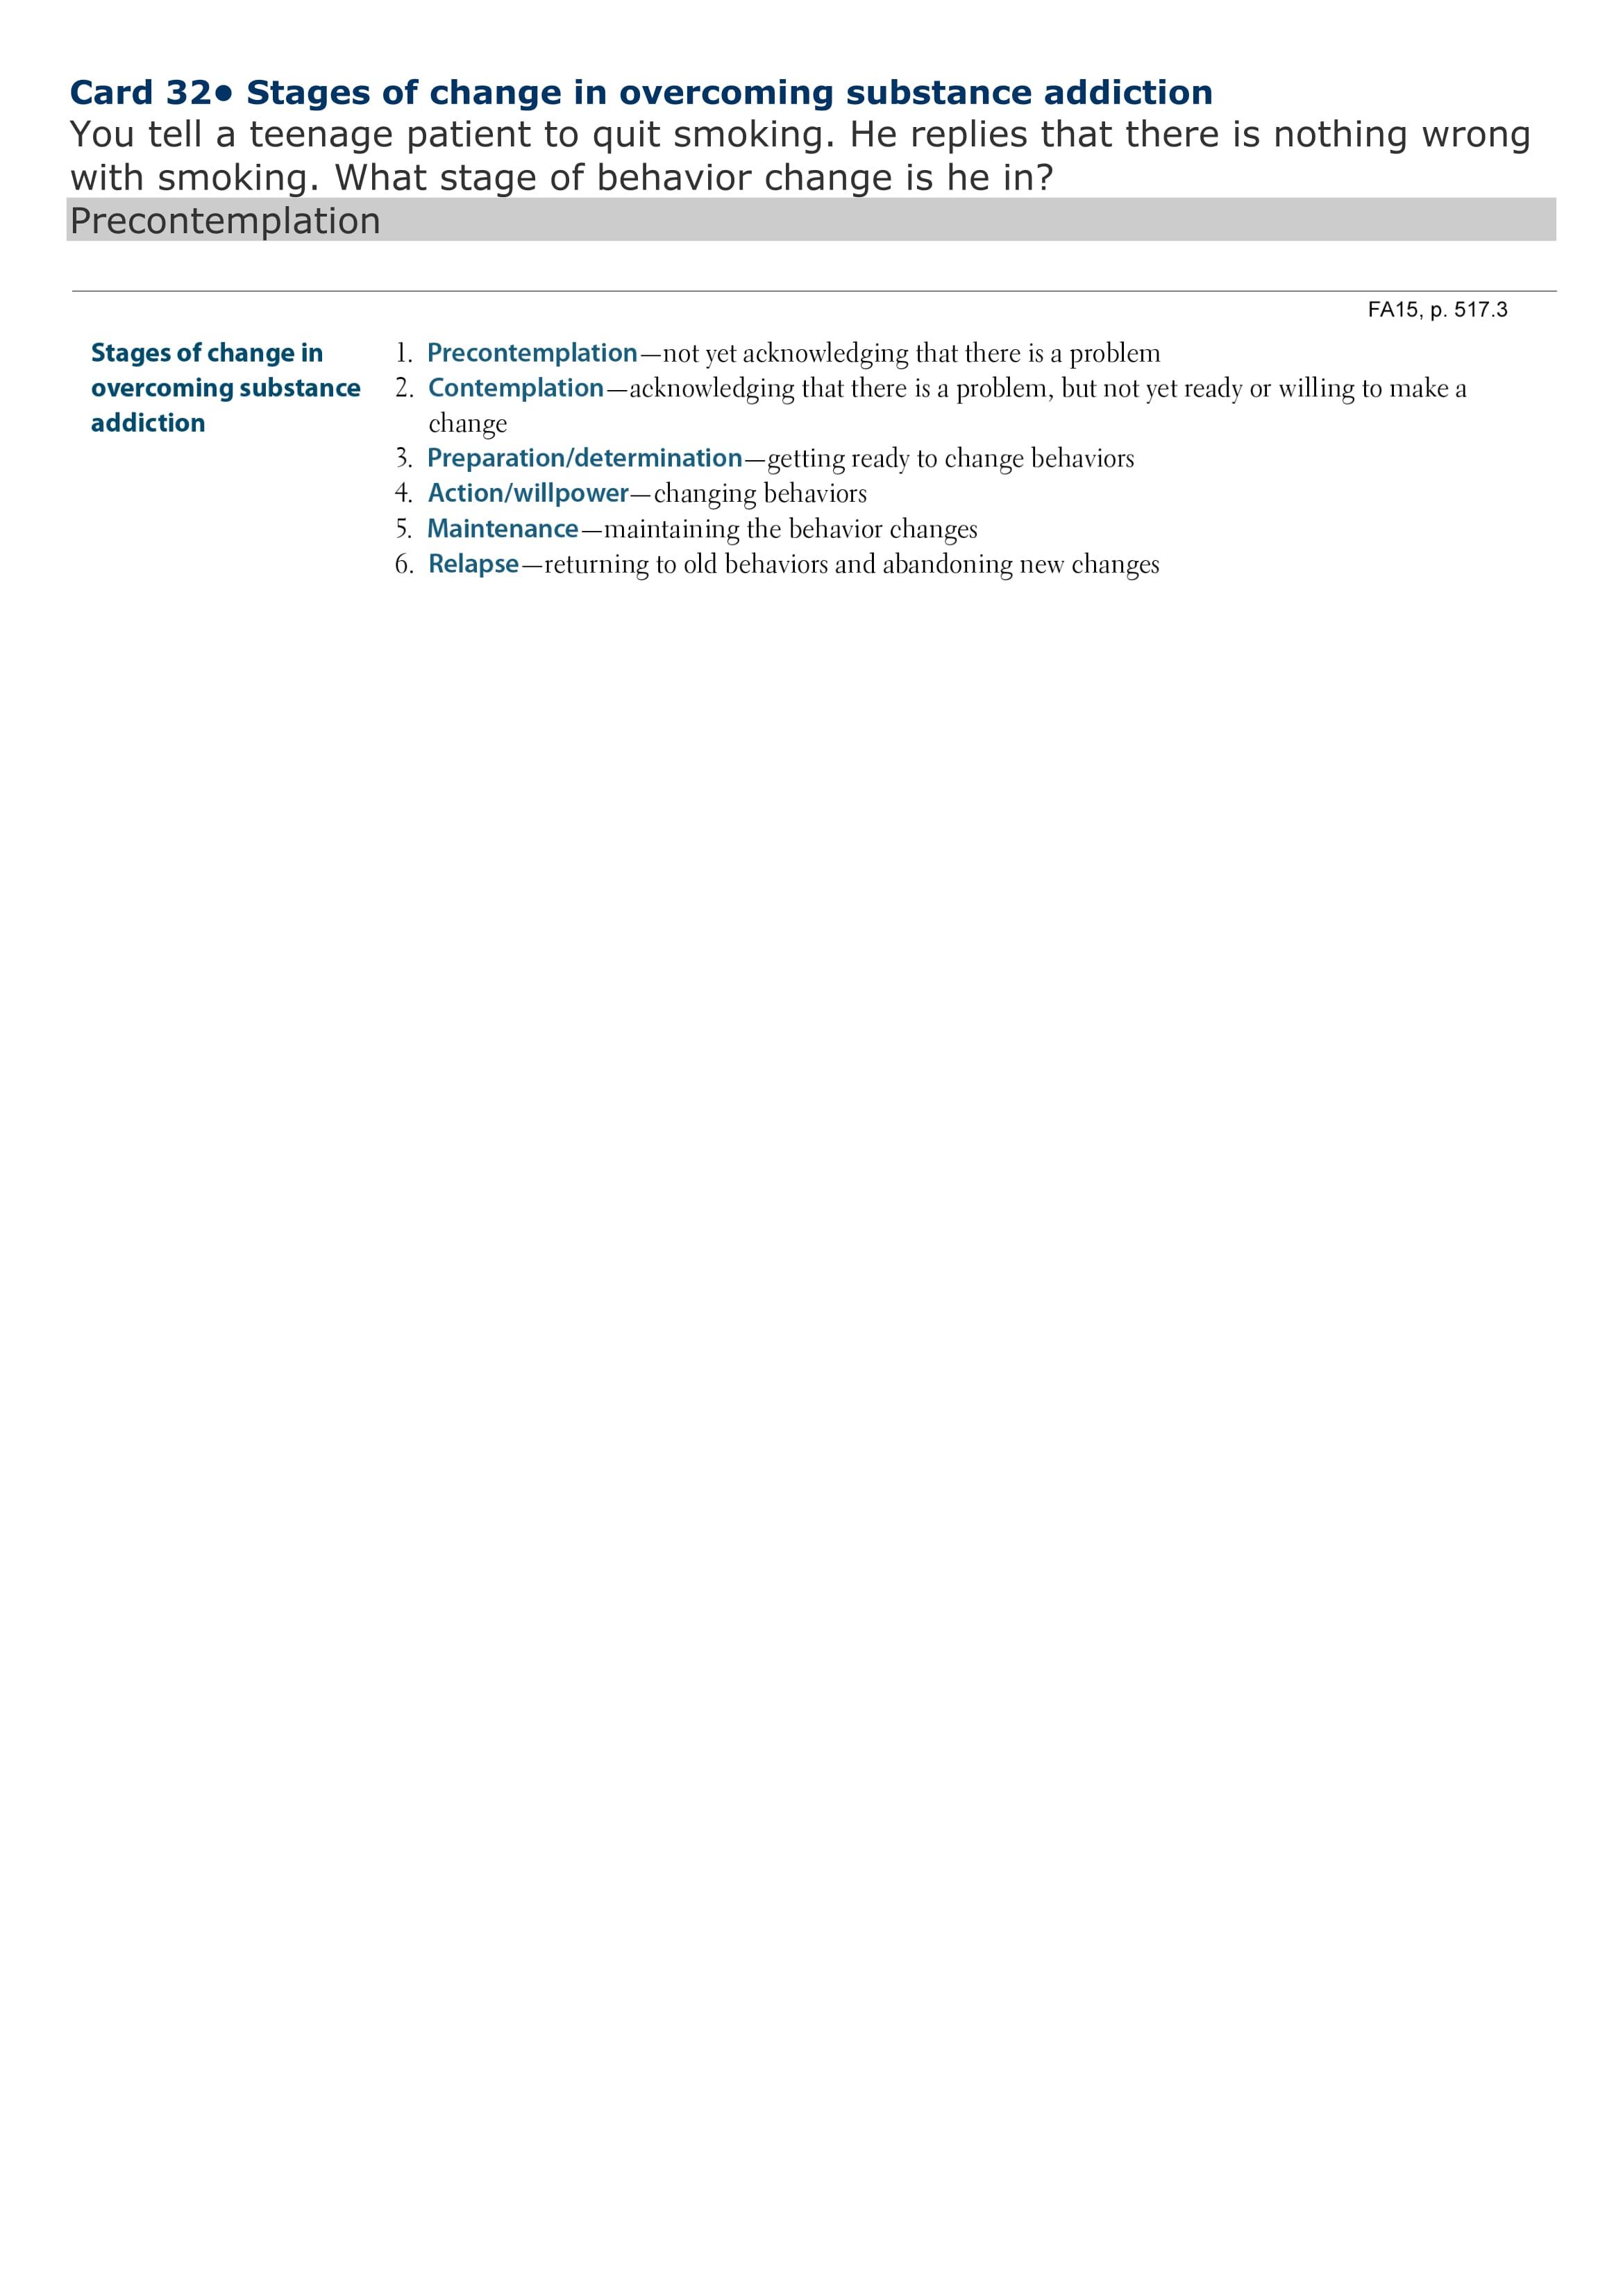 Card 32● Stages of change in overcoming substance addiction
You tell a teenage patient to quit smoking. He replies that there is nothing wrong
with smoking. What stage of behavior change is he in?
Precontemplation
FA15, p. 517.3
Stages of change in
overcoming substance
addiction
1. Precontemplation—not yet acknowledging that there is a problem
2. Contemplation—acknowledging that there is a problem, but not yet ready or willing to make a
change
3. Preparation/determination—getting ready to change behaviors
4. Action/willpower—changing behaviors
5. Maintenance—maintaining the behavior changes
6. Relapse—returning to old behaviors and abandoning new changes